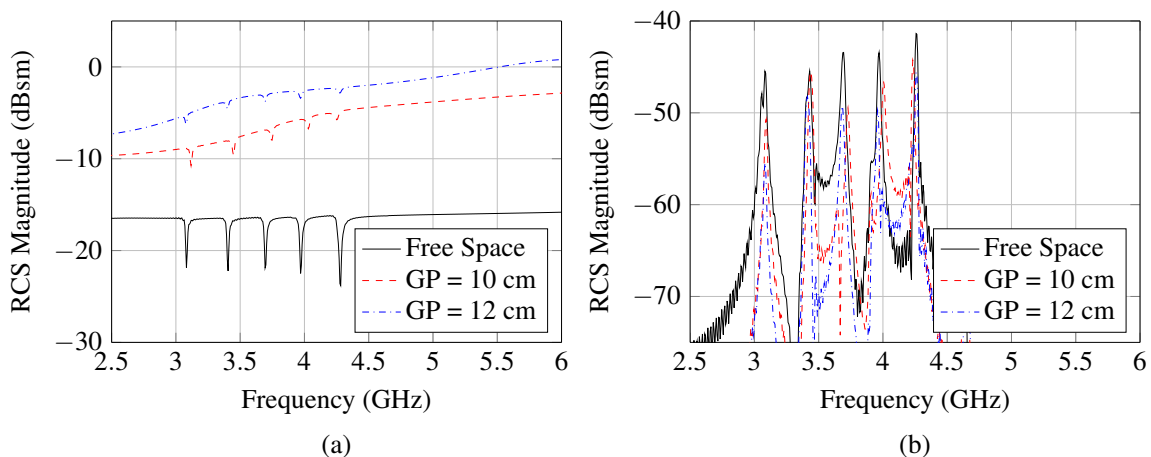 RCS Magnitude (dBsm)
0
−10
−20
−30
2.5 3 3.5 4 4.5 5 5.5 6
Frequency (GHz)
Free Space
GP = 10 cm
GP = 12 cm
(a)
RCS Magnitude (dBsm)
−40
−50
−60
−70
2.5 3 3.5 4 4.5 5 5.5 6
Frequency (GHz)
Free Space
GP = 10 cm
GP = 12 cm
(b)